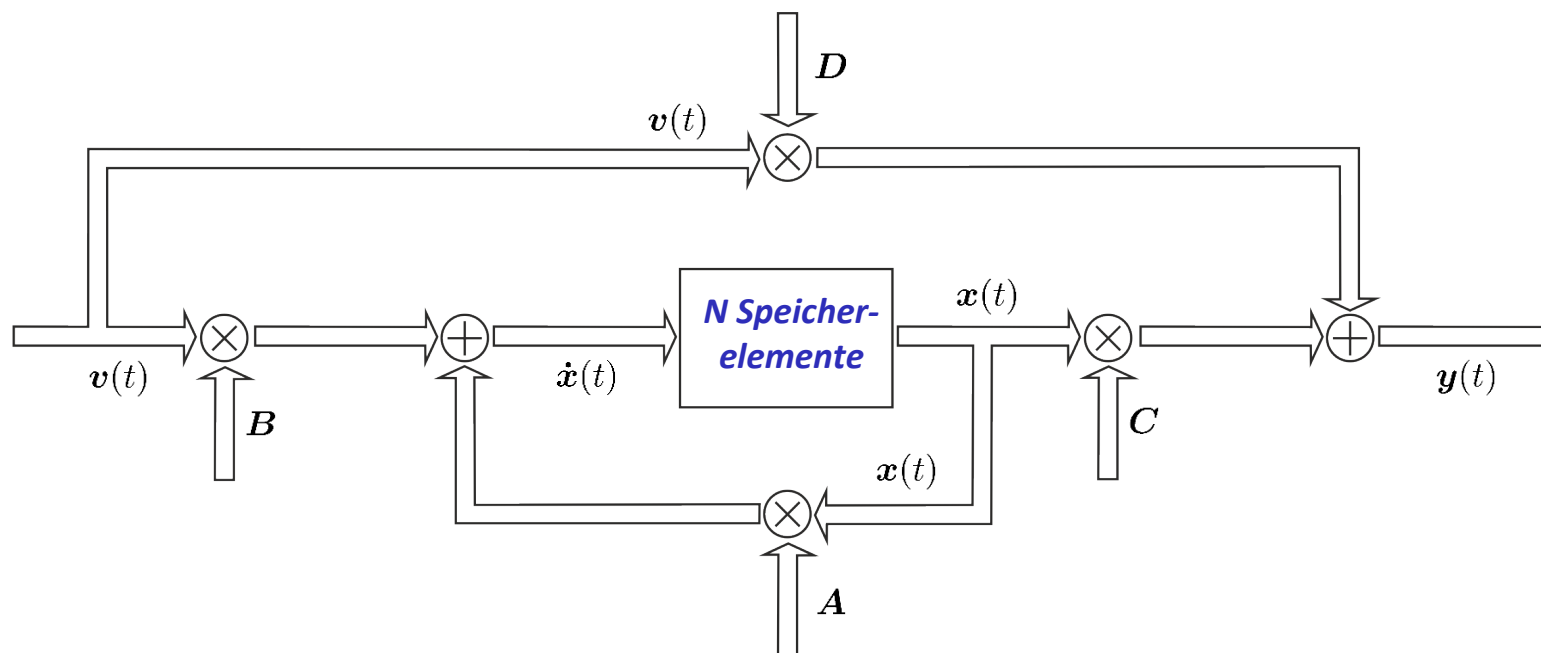 D
v(t)
N Speicher-
elemente
x(t)
v(t)
B
ẋ(t)
C
y(t)
x(t)
A